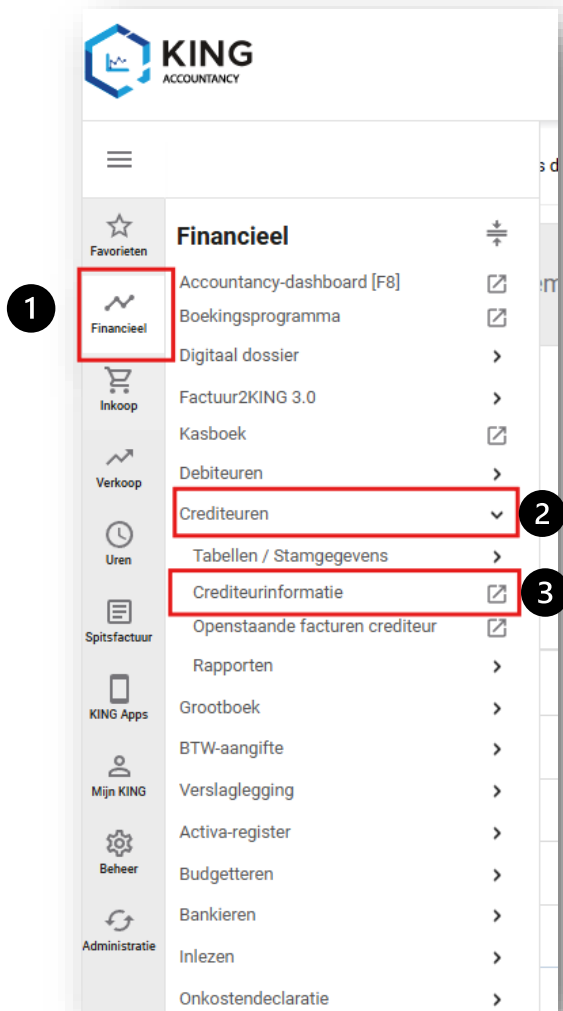 KING
ACCOUNTANCY
s d
Favorieten
Financieel
Accountancy-dashboard [F8]
em
1
Financieel
Boekingsprogramma
Digitaal dossier
Inkoop
Factuur2KING 3.0
Kasboek
Verkoop
Debiteuren
Crediteuren
2
Uren
Tabellen / Stamgegevens
Crediteurinformatie
3
Spitsfactuur
Openstaande facturen crediteur
Rapporten
KING Apps
Grootboek
BTW-aangifte
Mijn KING
Verslaglegging
Activa-register
Beheer
Budgetteren
Bankieren
Administratie
Inlezen
Onkostendeclaratie